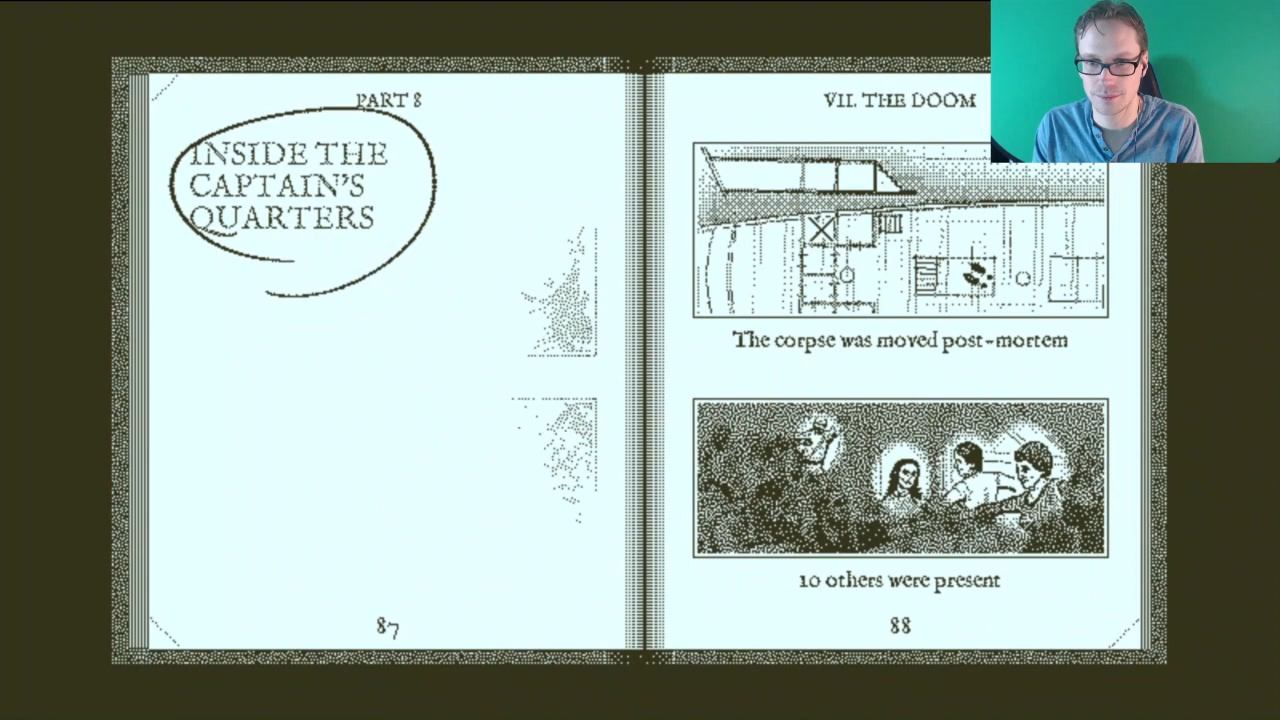 PART 8
INSIDE THE
CAPTAIN'S
QUARTERS
87
VII. THE DOOM
The corpse was moved post-mortem
10 others were present
88